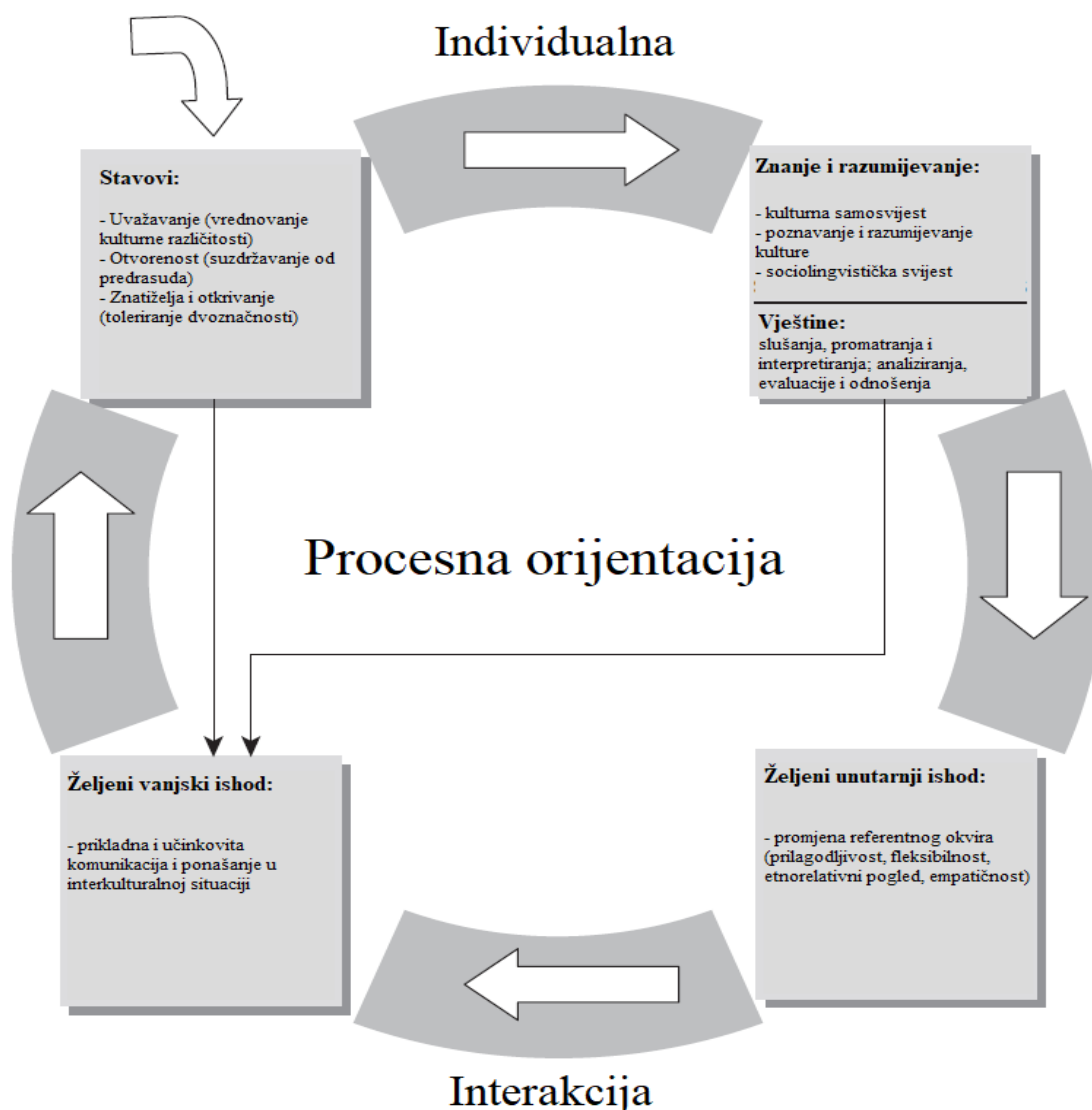 Individualna
Stavovi:
- Uvažavanje (vrednovanje
kulturne različitosti)
- Otvorenost (suzdržavanje od
predrasuda)
- Znatiželja i otkrivanje
(toleriranje dvoznačnosti)
Znanje i razumijevanje:
- kulturna samosvijest
- poznavanje i razumijevanje
kulture
- sociolingvistička svijest
Vještine:
slušanja, promatranja i
interpretiranja; analiziranja,
evaluacije i odnošenja
Procesna orijentacija
Željeni vanjski ishod:
- prikladna i učinkovita
komunikacija i ponašanje u
interkulturalnoj situaciji
Željeni unutarnji ishod:
- promjena referentnog okvira
(prilagodljivost, fleksibilnost,
etnorelativni pogled, empatičnost)
Interakcija